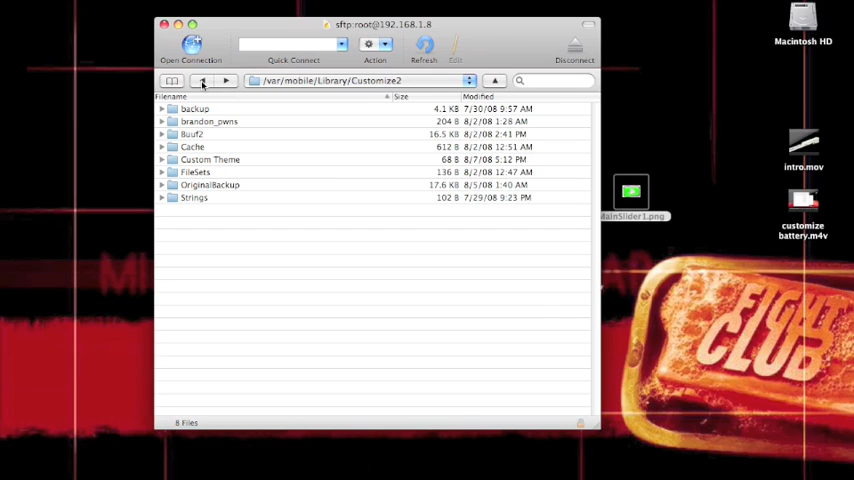 sftp:root@192.168.1.8
Open Connection
Quick Connect
Action
Refresh
Edit
Disconnect
/var/mobile/Library/Customize2
Filename Size Modified
backup 4.1 KB 7/30/08 9:57 AM
brandon_pwns 204 B 8/2/08 1:28 AM
Buuf2 16.5 KB 8/2/08 2:41 PM
Cache 612 B 8/2/08 12:51 AM
Custom Theme 68 B 8/7/08 5:12 PM
FileSets 136 B 8/2/08 12:47 AM
OriginalBackup 17.6 KB 8/5/08 1:40 AM
Strings 102 B 7/29/08 9:23 PM
8 Files
Macintosh HD
intro.mov
MainSlider1.png
customize
battery.m4v
FIGHT
CLUB